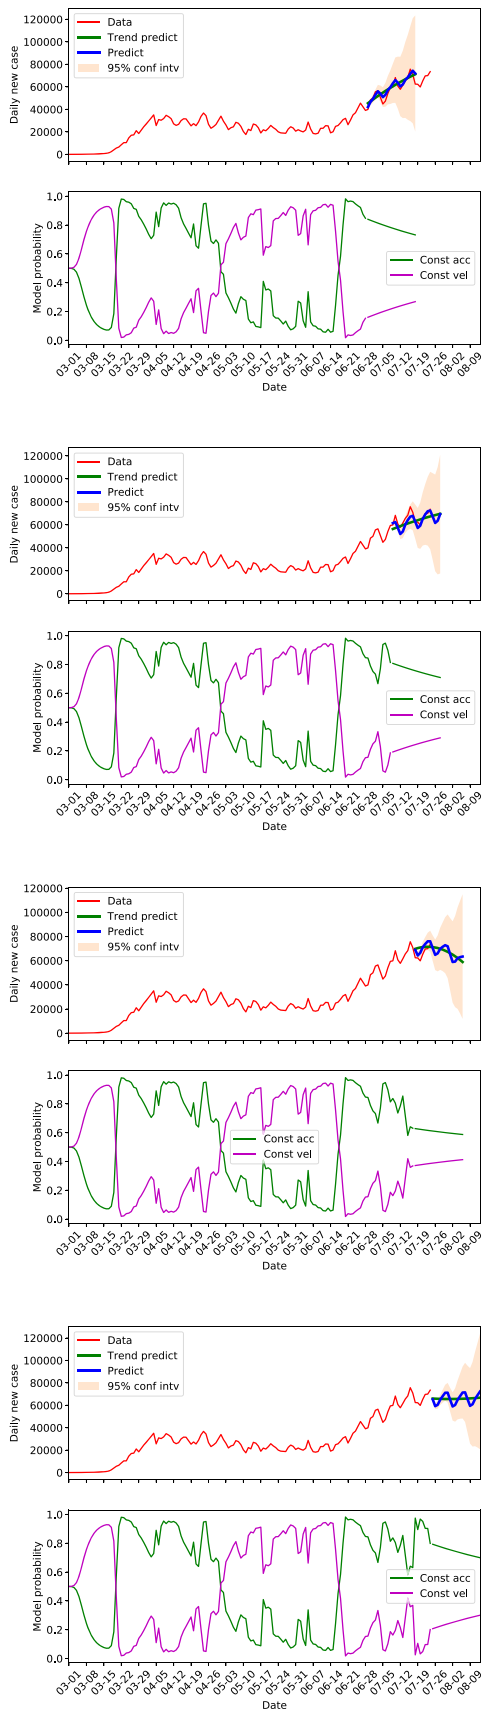 120000
100000
80000
60000
40000
20000
0
Daily new case
Data
Trend predict
Predict
95% conf intv
1.0
0.8
0.6
0.4
0.2
0.0
Model probability
Const acc
Const vel
03-01 03-08 03-15 03-22 03-29 04-05 04-12 04-19 04-26 05-03 05-10 05-17 05-24 05-31 06-07 06-14 06-21 06-28 07-05 07-12 07-19 07-26 08-02 08-09
Date
120000
100000
80000
60000
40000
20000
0
Daily new case
Data
Trend predict
Predict
95% conf intv
1.0
0.8
0.6
0.4
0.2
0.0
Model probability
Const acc
Const vel
03-01 03-08 03-15 03-22 03-29 04-05 04-12 04-19 04-26 05-03 05-10 05-17 05-24 05-31 06-07 06-14 06-21 06-28 07-05 07-12 07-19 07-26 08-02 08-09
Date
120000
100000
80000
60000
40000
20000
0
Daily new case
Data
Trend predict
Predict
95% conf intv
1.0
0.8
0.6
0.4
0.2
0.0
Model probability
Const acc
Const vel
03-01 03-08 03-15 03-22 03-29 04-05 04-12 04-19 04-26 05-03 05-10 05-17 05-24 05-31 06-07 06-14 06-21 06-28 07-05 07-12 07-19 07-26 08-02 08-09
Date
120000
100000
80000
60000
40000
20000
0
Daily new case
Data
Trend predict
Predict
95% conf intv
1.0
0.8
0.6
0.4
0.2
0.0
Model probability
Const acc
Const vel
03-01 03-08 03-15 03-22 03-29 04-05 04-12 04-19 04-26 05-03 05-10 05-17 05-24 05-31 06-07 06-14 06-21 06-28 07-05 07-12 07-19 07-26 08-02 08-09
Date